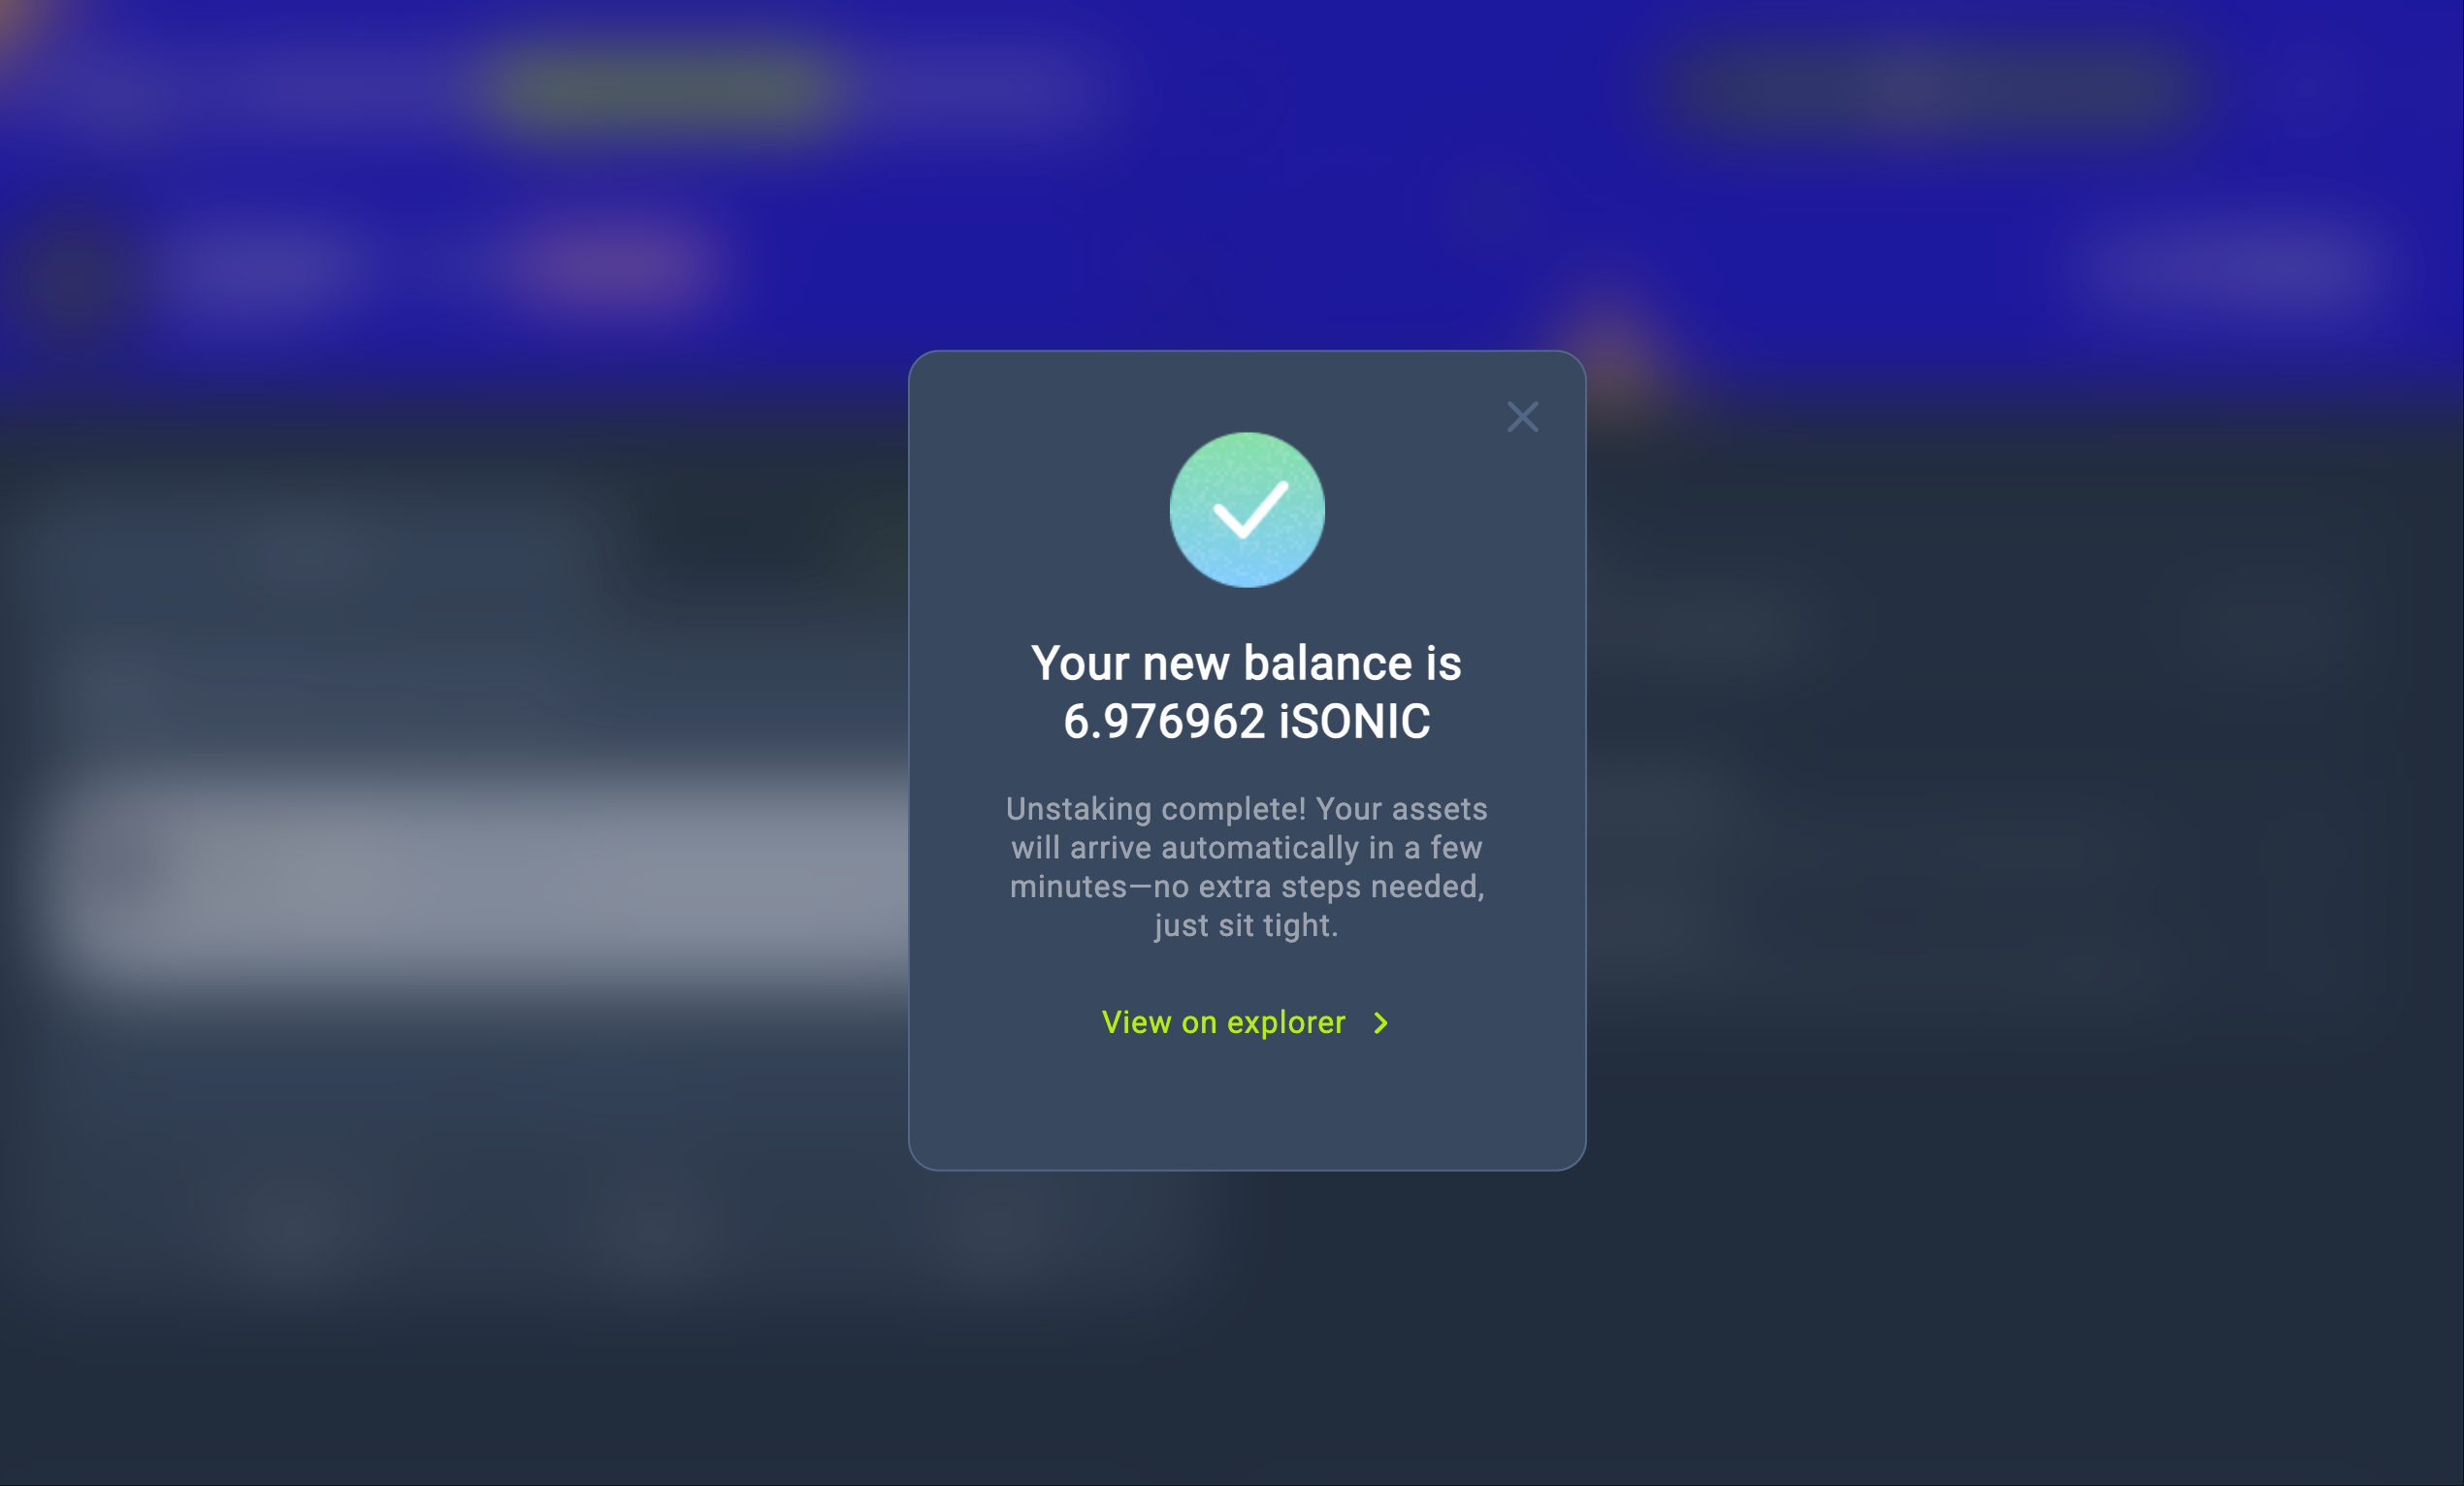 Your new balance is
6.976962 iSONIC
Unstaking complete! Your assets
will arrive automatically in a few
minutes—no extra steps needed,
just sit tight.
View on explorer